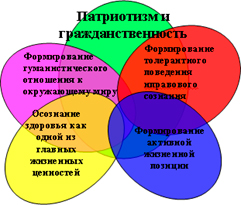 Патриотизм и
гражданственность
Формирование
гуманистического
отношения к
окружающему миру
Формирование
толерантного
поведения
иправового
сознания
Осознание
здоровья как
одной из
главных
жизненных
ценностей
Формирование
активной
жизненной
позиции